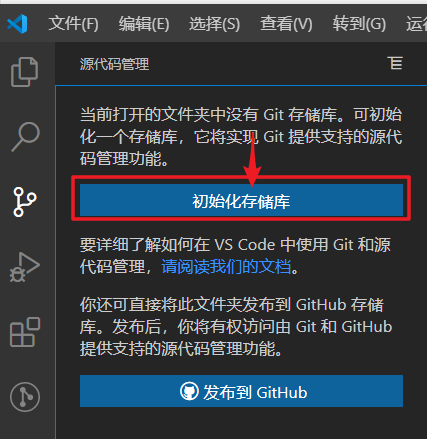 文件(F) 编辑(E) 选择(S) 查看(V) 转到(G) 运行
源代码管理
当前打开的文件夹中没有 Git 存储库。可初始
化一个存储库，它将实现 Git 提供支持的源代
码管理功能。
初始化存储库
要详细了解如何在 VS Code 中使用 Git 和源
代码管理，请阅读我们的文档。
你还可直接将此文件夹发布到 GitHub 存储
库。发布后，你将有权访问由 Git 和 GitHub
提供支持的源代码管理功能。
发布到 GitHub